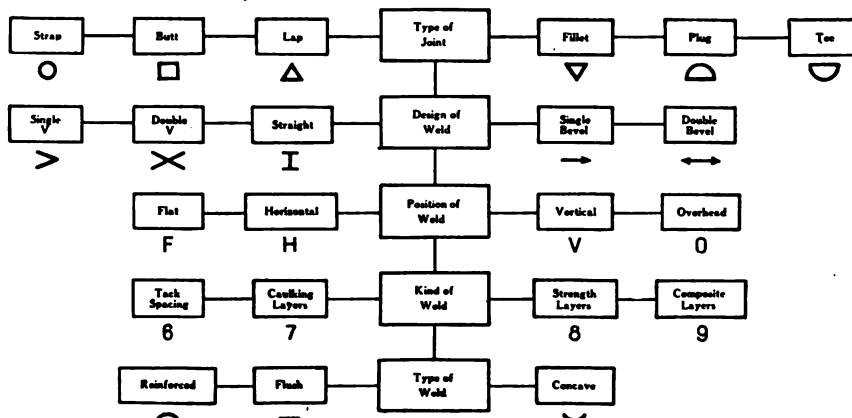 Strap
Butt
Lap
Type of
Joint
Fillet
Plug
Tee
Single
V
Double
V
Straight
Design of
Weld
Single
Bevel
Double
Bevel
Flat
Horizontal
Position of
Weld
Vertical
Overhead
F
H
V
O
Tack
Spacing
Caulking
Layers
Kind of
Weld
Strength
Layers
Composite
Layers
6
7
8
9
Reinforced
Flush
Type of
Weld
Concave